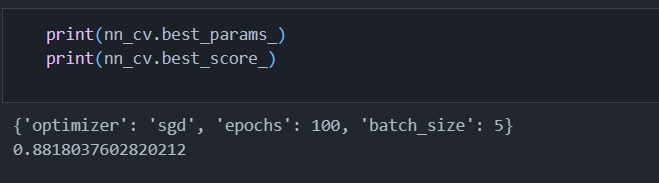 print(nn_cv.best_params_)
print(nn_cv.best_score_)
{'optimizer': 'sgd', 'epochs': 100, 'batch_size': 5}
0.8818037602820212